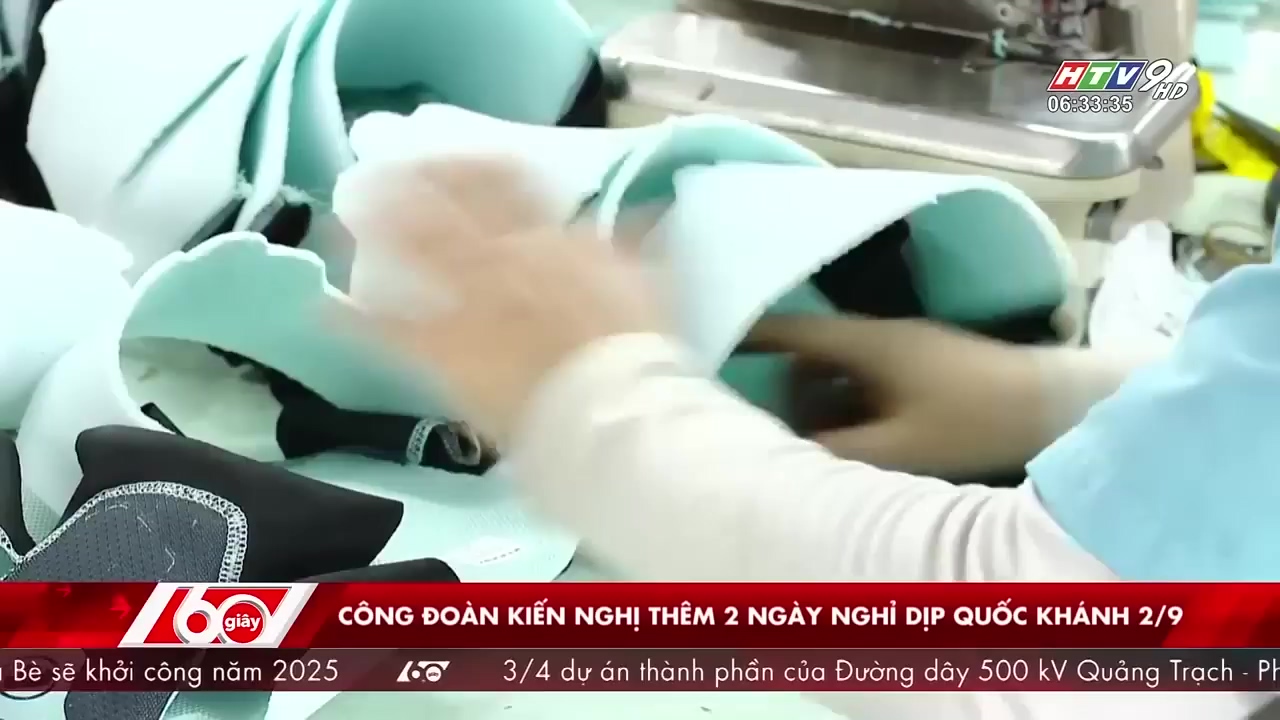 HTV9 HD
06:33:35
60 giây
CÔNG ĐOÀN KIẾN NGHỊ THÊM 2 NGÀY NGHỈ DỊP QUỐC KHÁNH 2/9
Bè sẽ khởi công năm 2025 60 giây 3/4 dự án thành phần của Đường dây 500 kV Quảng Trạch - Ph